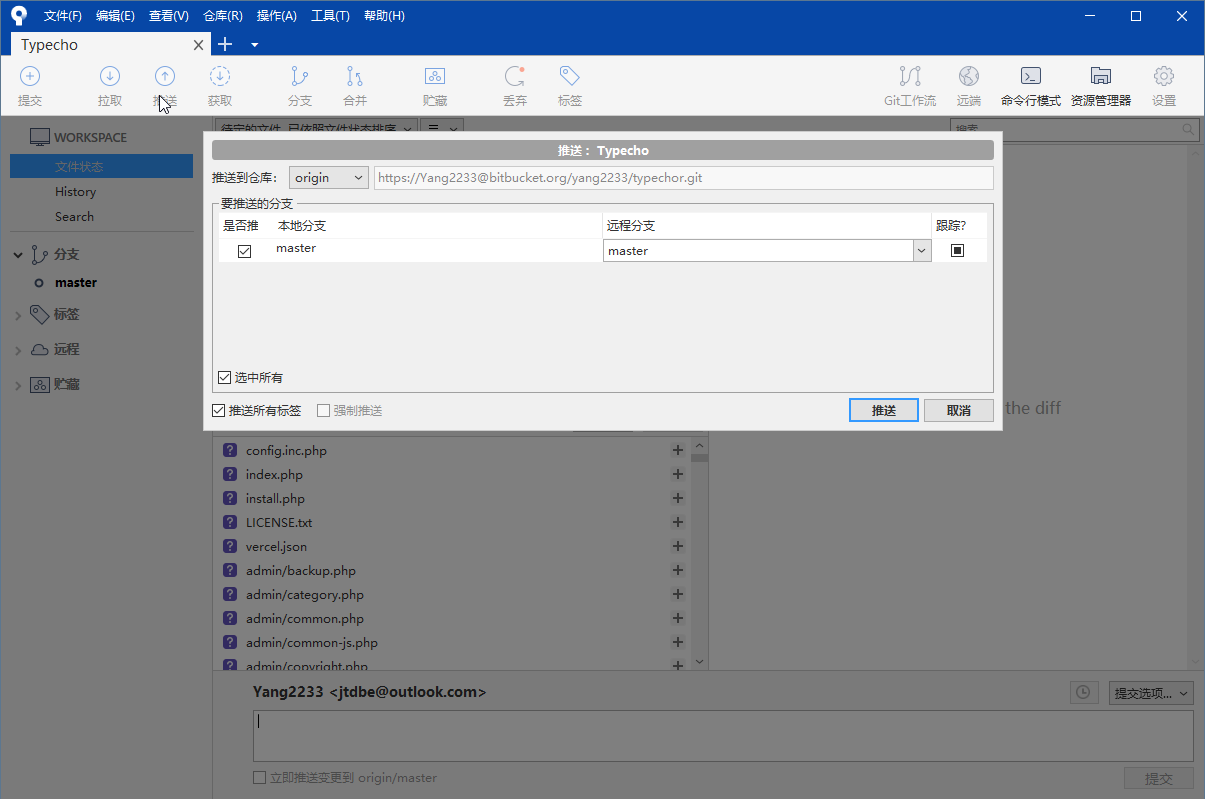 文件(F) 编辑(E) 查看(V) 仓库(R) 操作(A) 工具(T) 帮助(H)
Typecho
提交 拉取 推送 获取 分支 合并 贮藏 丢弃 标签 Git工作流 远端 命令行模式 资源管理器 设置
WORKSPACE
文件状态
History
Search
分支
master
标签
远程
贮藏
待定的文件, 已依照文件状态排序
搜索
推送： Typecho
推送到仓库: origin https://Yang2233@bitbucket.org/yang2233/typechor.git
要推送的分支
是否推 本地分支 远程分支 跟踪?
master master
选中所有
推送所有标签 强制推送 推送 取消
the diff
config.inc.php
index.php
install.php
LICENSE.txt
vercel.json
admin/backup.php
admin/category.php
admin/common.php
admin/common-js.php
admin/copyright.php
Yang2233 <jtdbe@outlook.com>
提交选项...
立即推送变更到 origin/master
提交